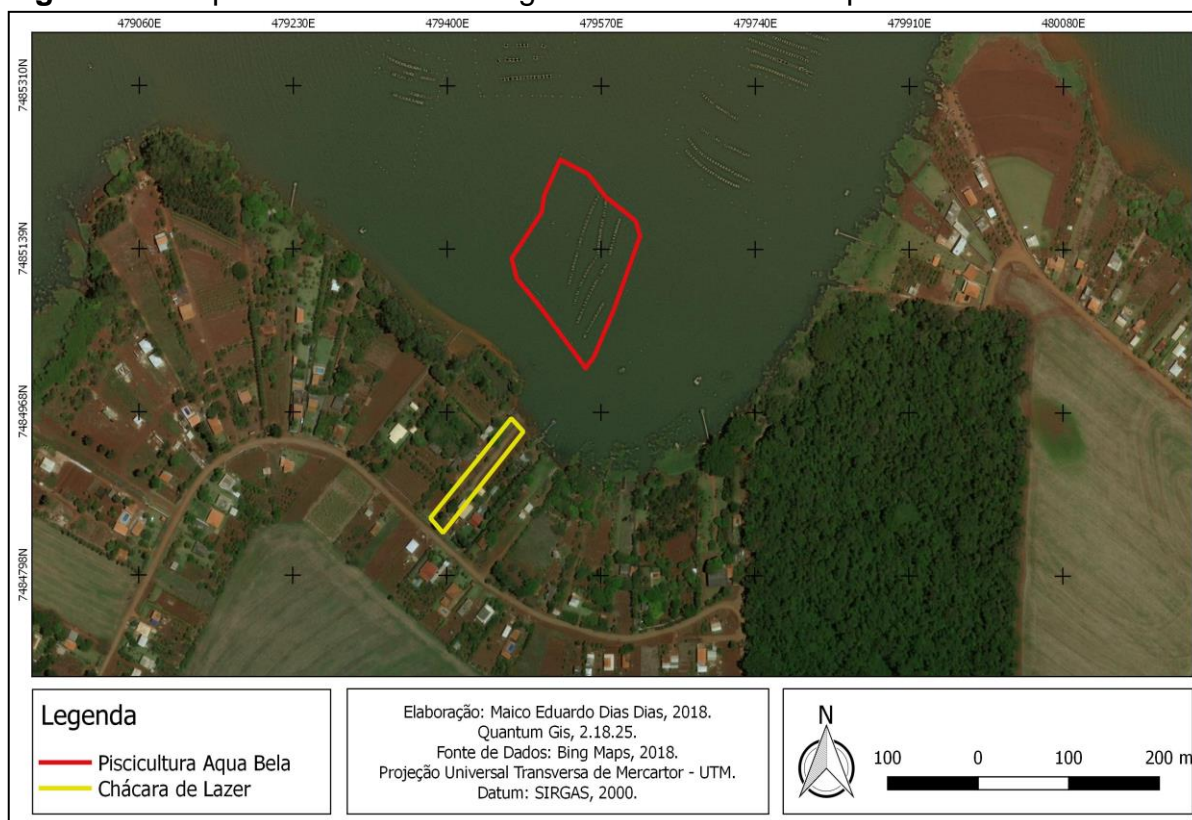 479060E 479230E 479400E 479570E 479740E 479910E 480080E
7485310N
7485139N
7484968N
7484798N
Legenda
Piscicultura Aqua Bela
Chácara de Lazer
Elaboração: Maico Eduardo Dias Dias, 2018.
Quantum Gis, 2.18.25.
Fonte de Dados: Bing Maps, 2018.
Projeção Universal Transversa de Mercartor - UTM.
Datum: SIRGAS, 2000.
N
100 0 100 200 m